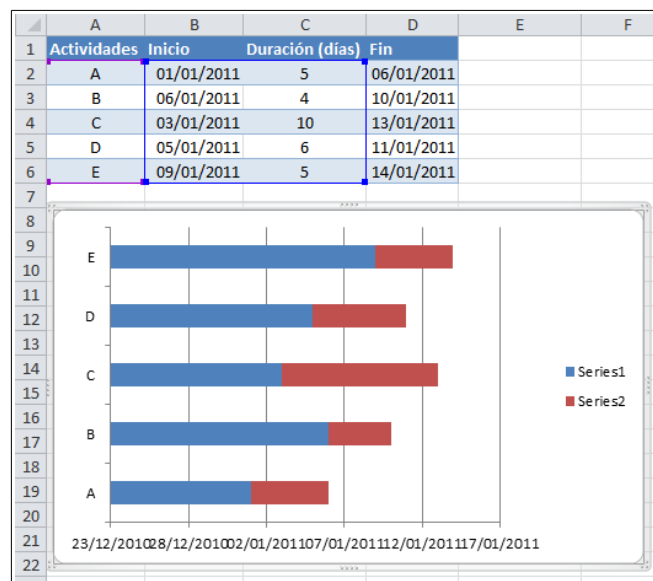 A B C D E F
1 Actividades Inicio Duración (días) Fin
2 A 01/01/2011 5 06/01/2011
3 B 06/01/2011 4 10/01/2011
4 C 03/01/2011 10 13/01/2011
5 D 05/01/2011 6 11/01/2011
6 E 09/01/2011 5 14/01/2011
7
8
9
10
11
12
13
14
15
16
17
18
19
20
21
22
E
D
C
B
A
Series1
Series2
23/12/2010 28/12/2010 02/01/2011 07/01/2011 12/01/2011 17/01/2011